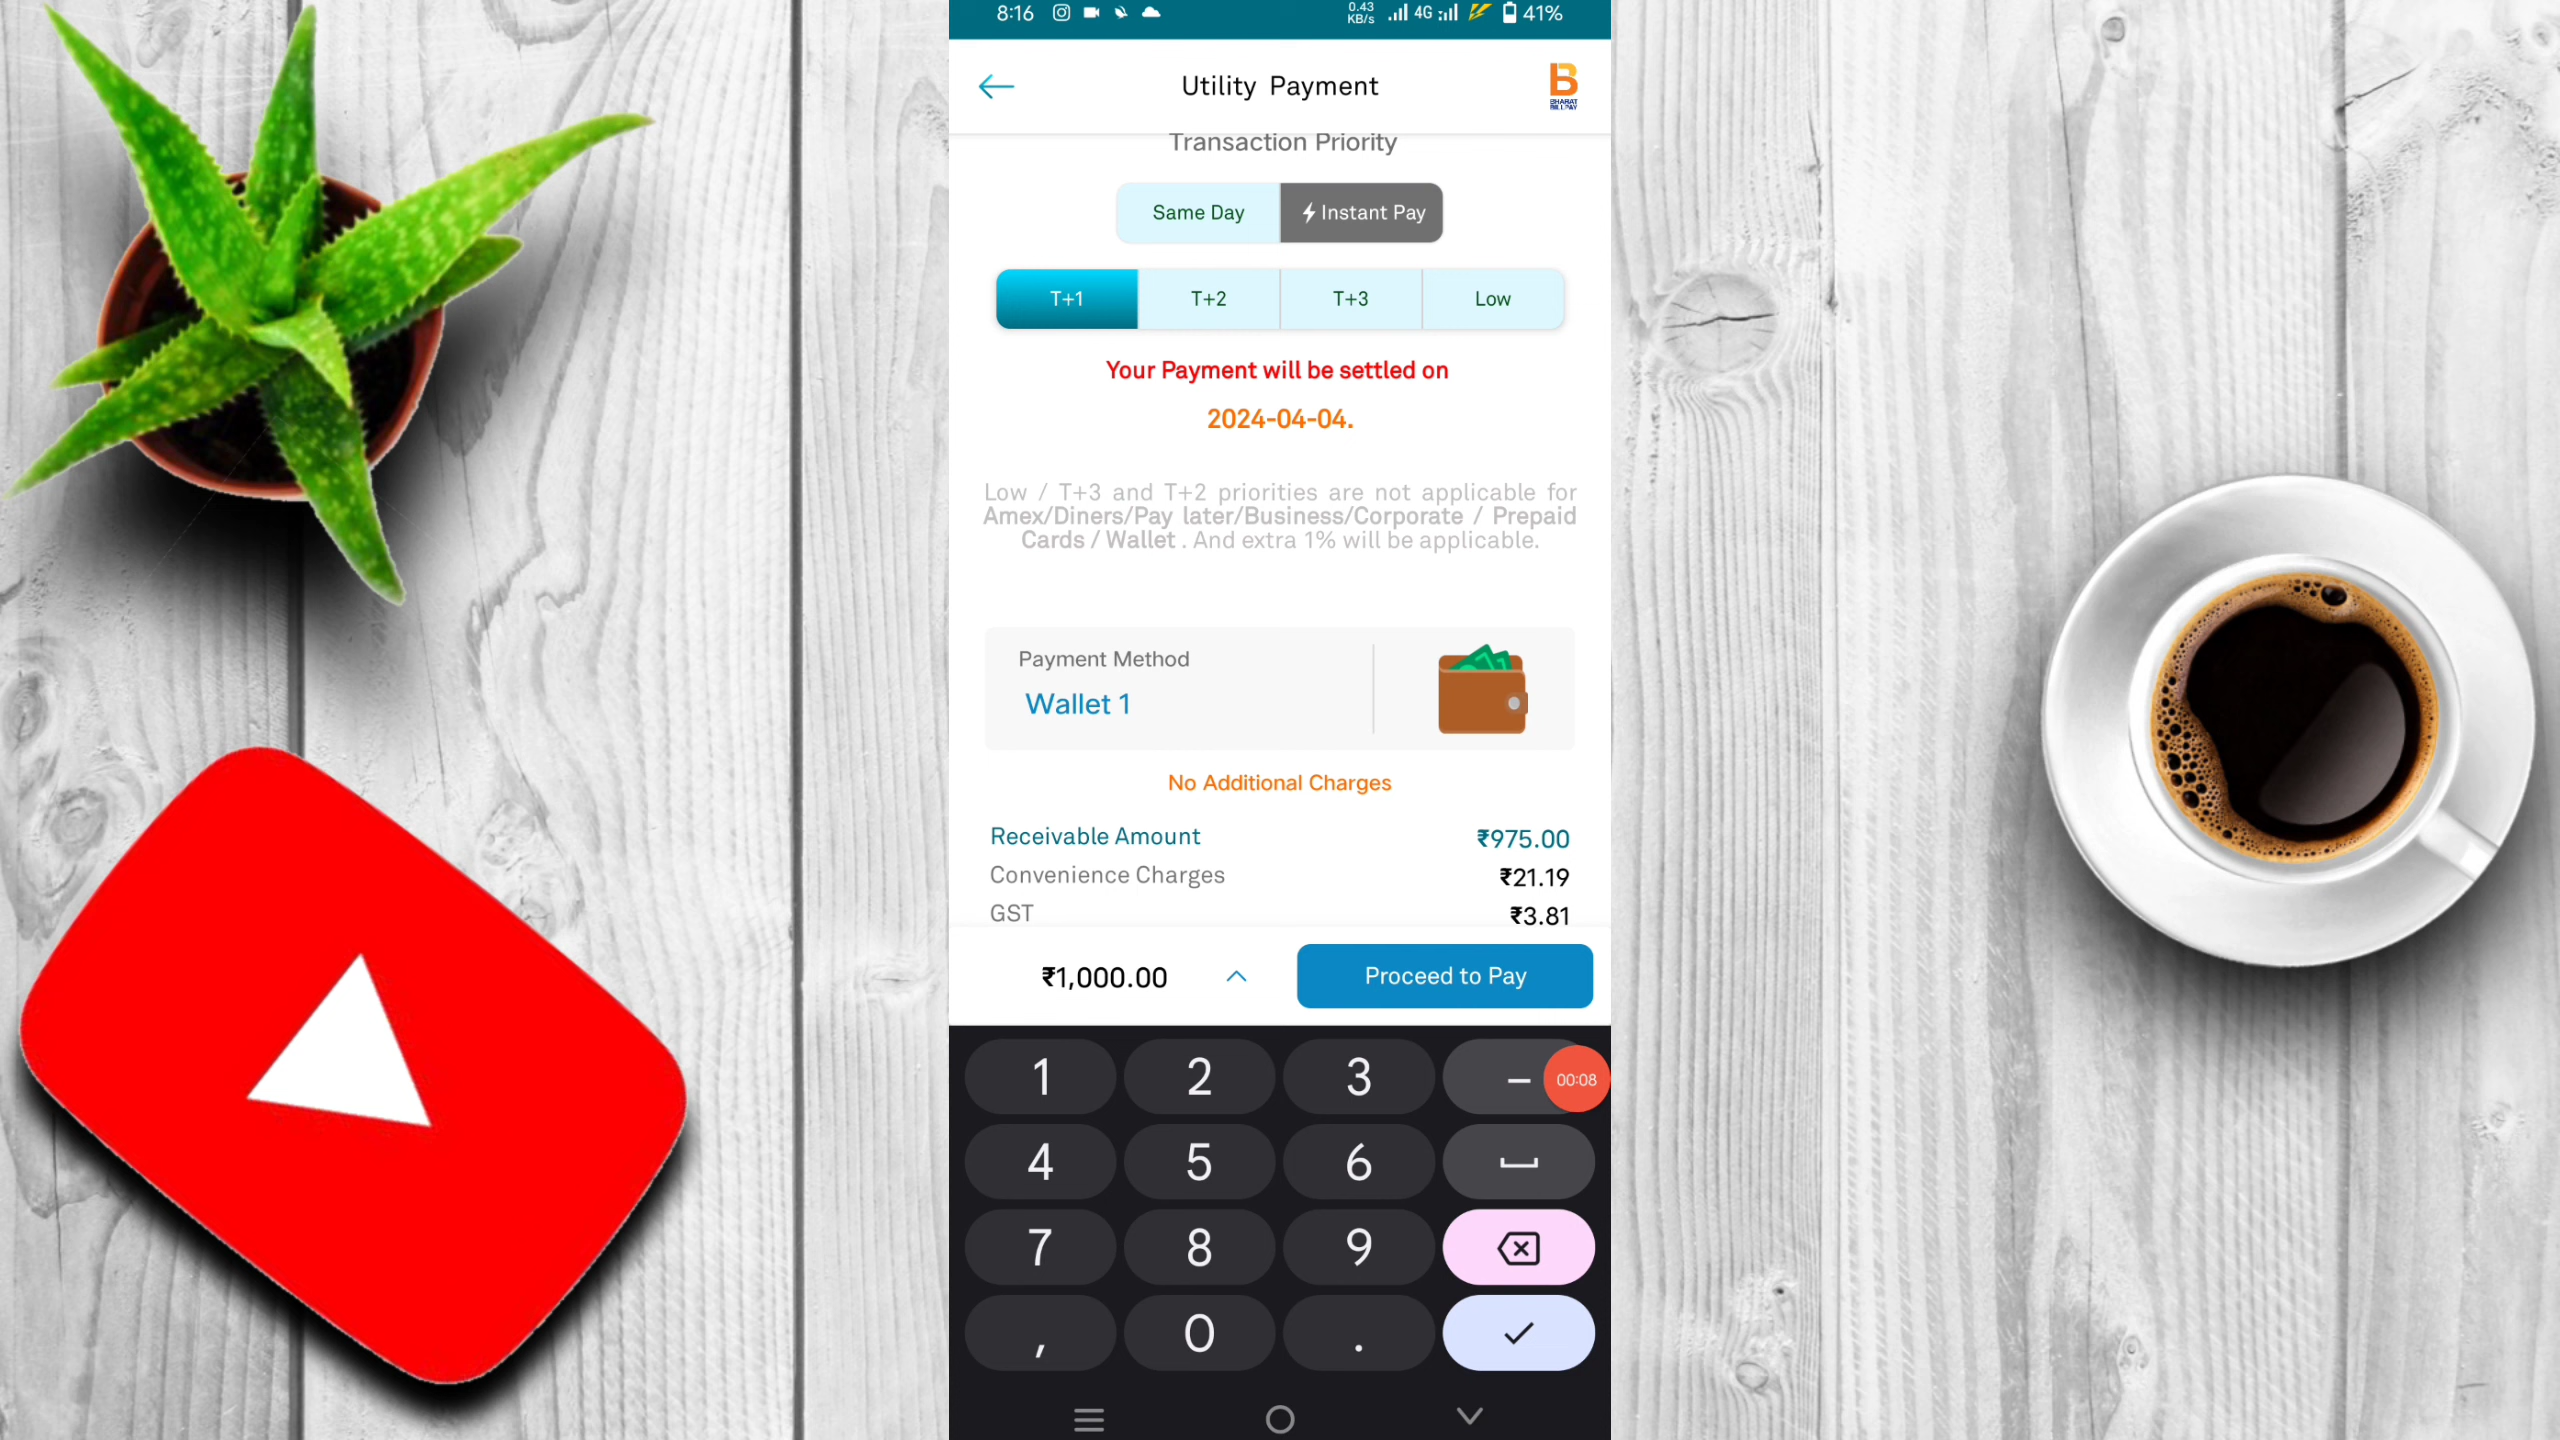 8:16
0.43
KB/s
4G
41%
Utility Payment
BHARAT
BILLPAY
Transaction Priority
Same Day
Instant Pay
T+1
T+2
T+3
Low
Your Payment will be settled on
2024-04-04.
Low / T+3 and T+2 priorities are not applicable for
Amex/Diners/Pay later/Business/Corporate / Prepaid
Cards / Wallet . And extra 1% will be applicable.
Payment Method
Wallet 1
No Additional Charges
Receivable Amount ₹975.00
Convenience Charges ₹21.19
GST ₹3.81
₹1,000.00
Proceed to Pay
1 2 3 –
00:08
4 5 6
7 8 9
, 0 .